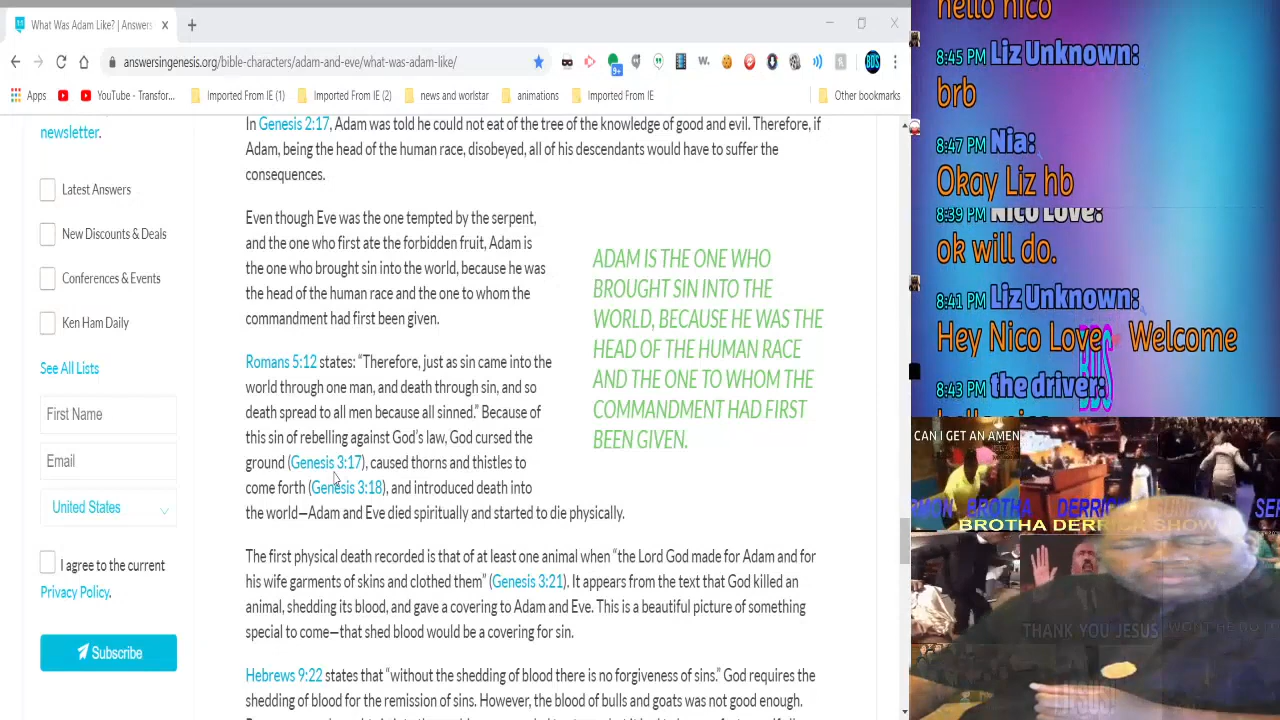 What Was Adam Like? | Answers
answersingenesis.org/bible-characters/adam-and-eve/what-was-adam-like/
9+
W.
BDS
Apps
YouTube - Transfor...
Imported From IE (1)
Imported From IE (2)
news and worlstar
animations
Imported From IE
Other bookmarks
newsletter.
Latest Answers
New Discounts & Deals
Conferences & Events
Ken Ham Daily
See All Lists
First Name
Email
United States
I agree to the current
Privacy Policy.
Subscribe
In Genesis 2:17, Adam was told he could not eat of the tree of the knowledge of good and evil. Therefore, if
Adam, being the head of the human race, disobeyed, all of his descendants would have to suffer the
consequences.
Even though Eve was the one tempted by the serpent,
and the one who first ate the forbidden fruit, Adam is
the one who brought sin into the world, because he was
the head of the human race and the one to whom the
commandment had first been given.
ADAM IS THE ONE WHO
BROUGHT SIN INTO THE
WORLD, BECAUSE HE WAS THE
HEAD OF THE HUMAN RACE
AND THE ONE TO WHOM THE
COMMANDMENT HAD FIRST
BEEN GIVEN.
Romans 5:12 states: “Therefore, just as sin came into the
world through one man, and death through sin, and so
death spread to all men because all sinned.” Because of
this sin of rebelling against God’s law, God cursed the
ground (Genesis 3:17), caused thorns and thistles to
come forth (Genesis 3:18), and introduced death into
the world—Adam and Eve died spiritually and started to die physically.
The first physical death recorded is that of at least one animal when “the Lord God made for Adam and for
his wife garments of skins and clothed them” (Genesis 3:21). It appears from the text that God killed an
animal, shedding its blood, and gave a covering to Adam and Eve. This is a beautiful picture of something
special to come—that shed blood would be a covering for sin.
Hebrews 9:22 states that “without the shedding of blood there is no forgiveness of sins.” God requires the
shedding of blood for the remission of sins. However, the blood of bulls and goats was not good enough.
hello nico
8:45 PM Liz Unknown:
brb
8:47 PM Nia:
Okay Liz hb
8:39 PM Nico Love:
ok will do.
8:41 PM Liz Unknown:
Hey Nico Love Welcome
BDS
8:43 PM the driver:
CAN I GET AN AMEN
BROTHA DERRICK
BROTHA DERRICK SHOW
THANK YOU JESUS